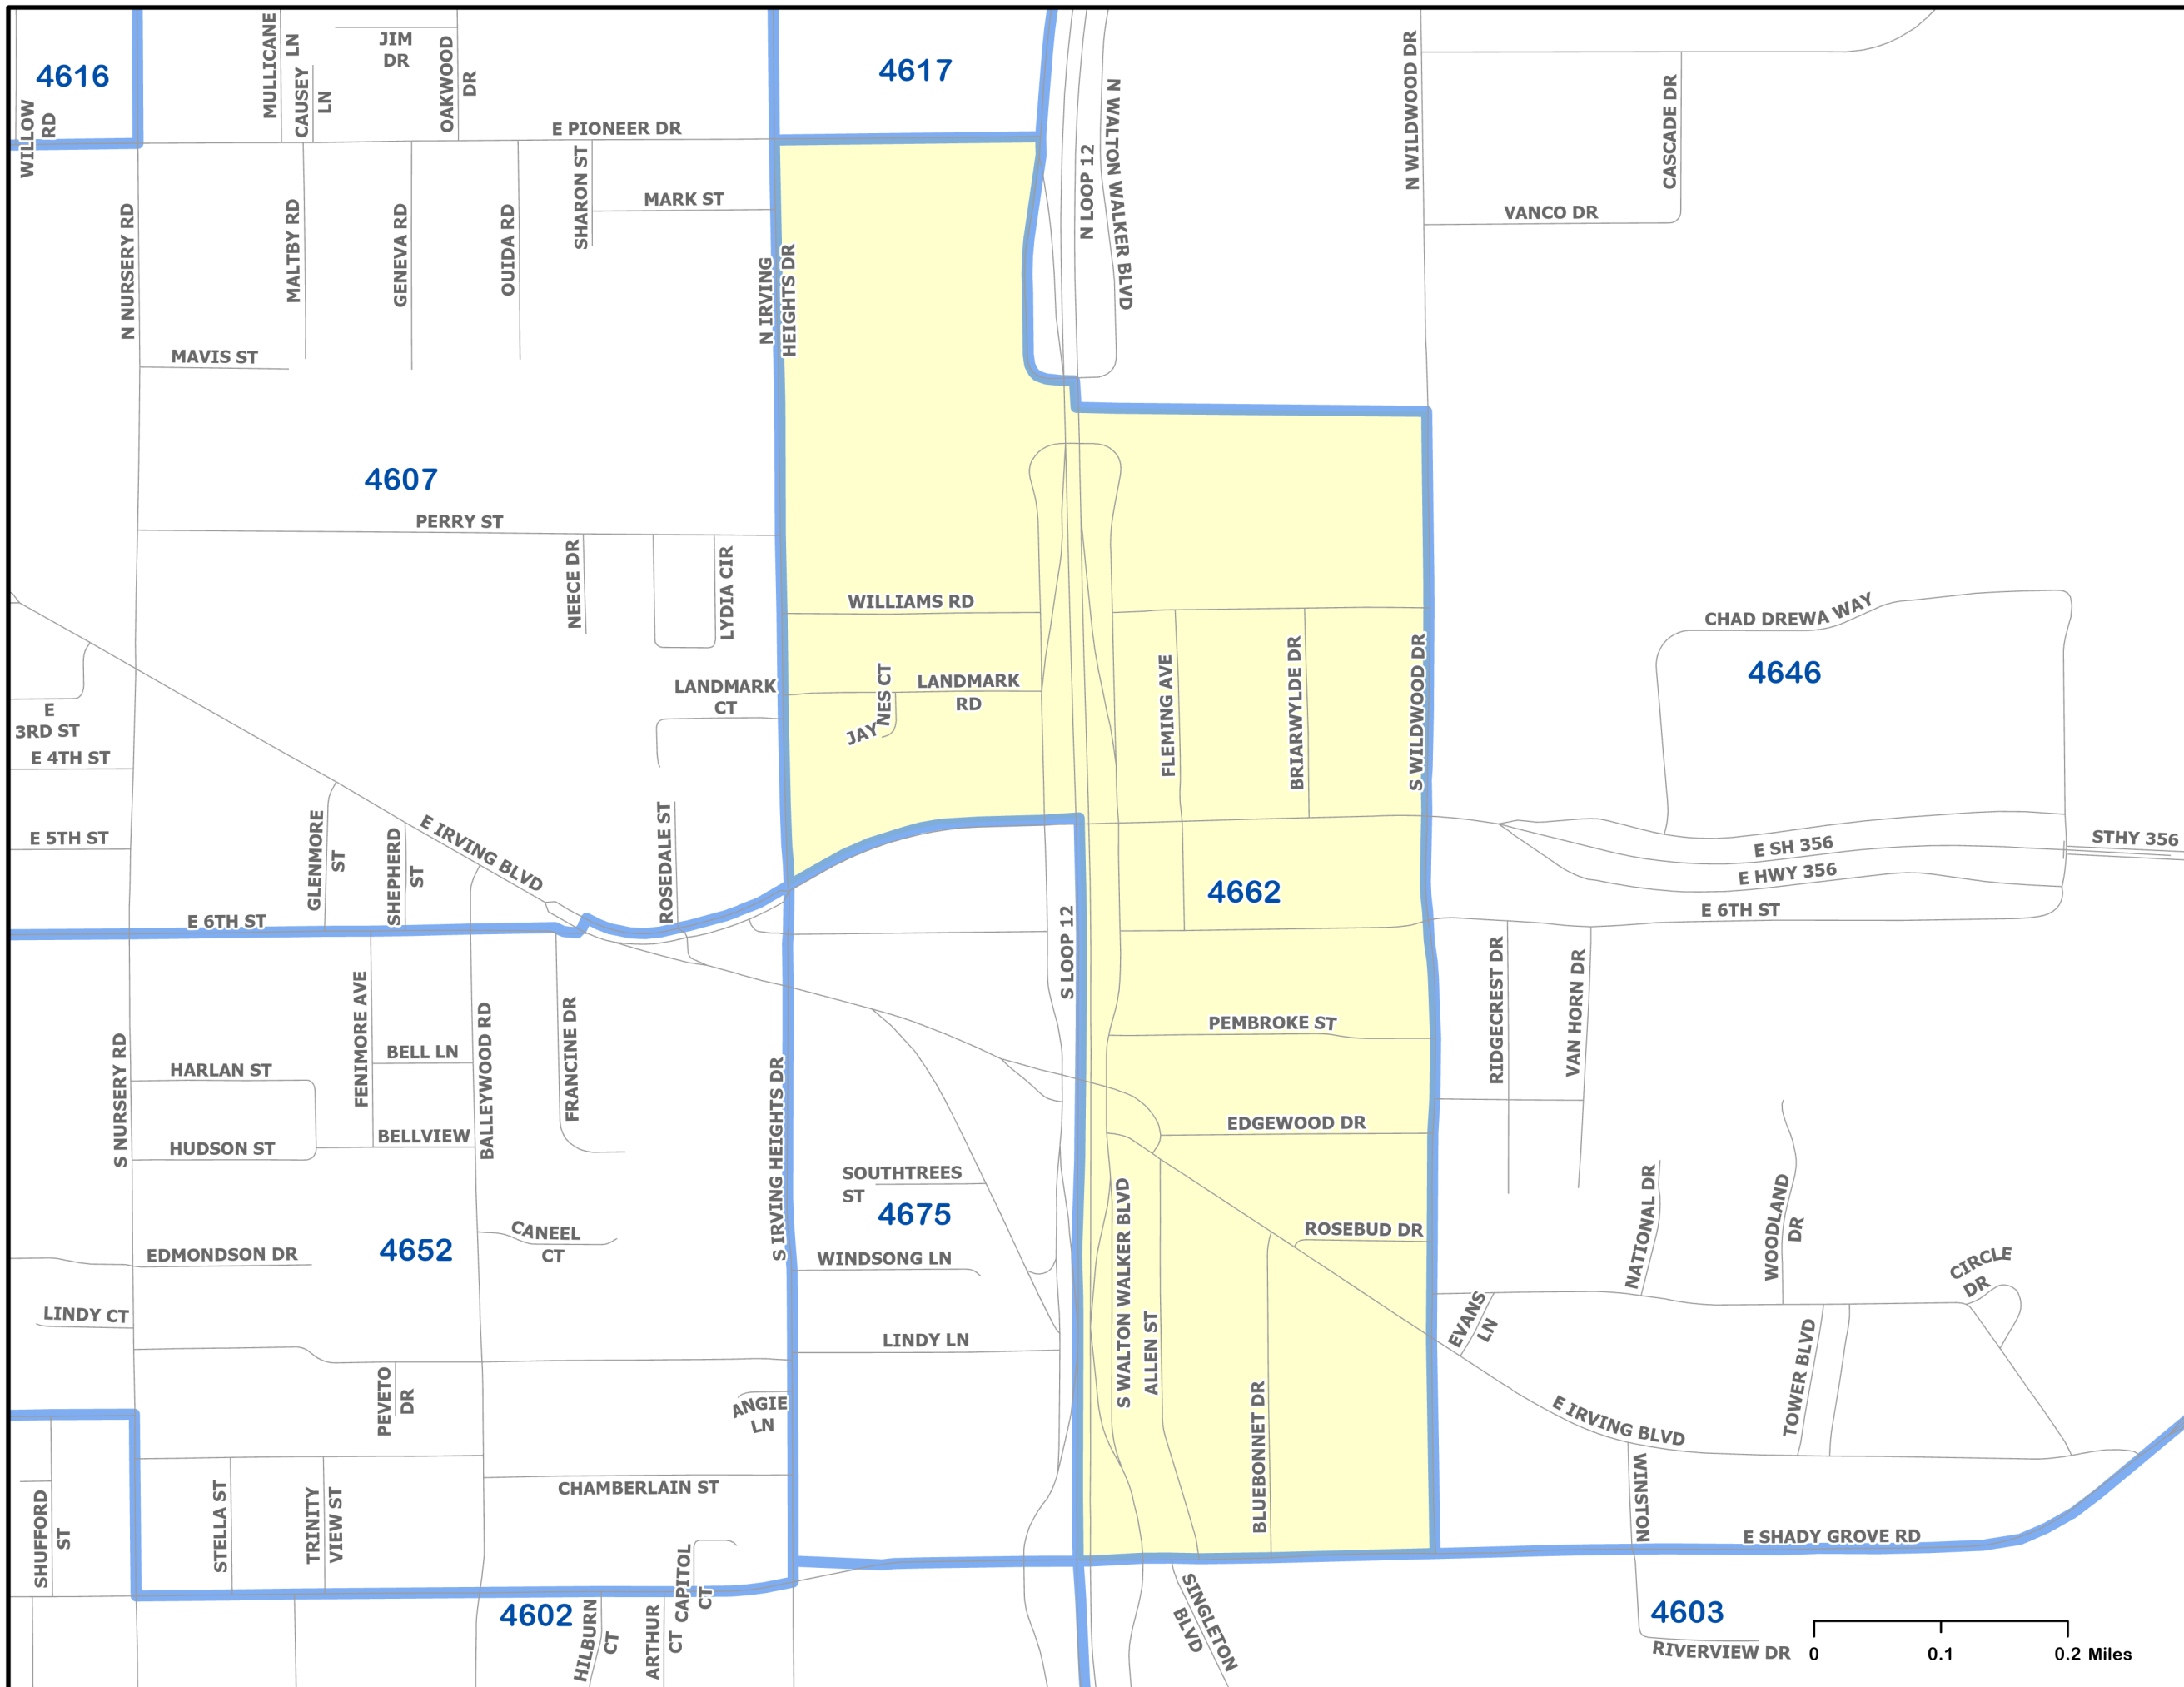 4616
WILLOW
RD
MULLICANE
LN
CAUSEY
LN
JIM
DR
OAKWOOD
DR
4617
N WILDWOOD DR
CASCADE DR
E PIONEER DR
SHARON ST
MARK ST
N LOOP 12
N WALTON WALKER BLVD
VANCO DR
N NURSERY RD
MALTBY RD
GENEVA RD
OUIDA RD
N IRVING
HEIGHTS DR
MAVIS ST
4607
PERRY ST
NEECE DR
LYDIA CIR
WILLIAMS RD
LANDMARK
CT
JAY
NES CT
LANDMARK
RD
FLEMING AVE
BRIARWYLDE DR
S WILDWOOD DR
CHAD DREWA WAY
4646
E
3RD ST
E 4TH ST
E 5TH ST
GLENMORE
ST
SHEPHERD
ST
E IRVING BLVD
ROSEDALE ST
E SH 356
STHY 356
E HWY 356
E 6TH ST
E 6TH ST
4662
S LOOP 12
S NURSERY RD
FENIMORE AVE
BELL LN
BALLEYWOOD RD
FRANCINE DR
HARLAN ST
HUDSON ST
BELLVIEW
S IRVING HEIGHTS DR
PEMBROKE ST
EDGEWOOD DR
RIDGECREST DR
VAN HORN DR
SOUTHTREES
ST
4675
WINDSONG LN
4652
CANEEL
CT
EDMONDSON DR
LINDY CT
LINDY LN
S WALTON WALKER BLVD
ALLEN ST
ROSEBUD DR
NATIONAL DR
WOODLAND
DR
CIRCLE
DR
EVANS
LN
TOWER BLVD
E IRVING BLVD
PEVETO
DR
ANGIE
LN
BLUEBONNET DR
CHAMBERLAIN ST
WINSTON
SHUFFORD
ST
STELLA ST
TRINITY
VIEW ST
CAPITOL
CT
E SHADY GROVE RD
4602
HILBURN
CT
ARTHUR
CT
SINGLETON
BLVD
4603
RIVERVIEW DR
0
0.1
0.2 Miles